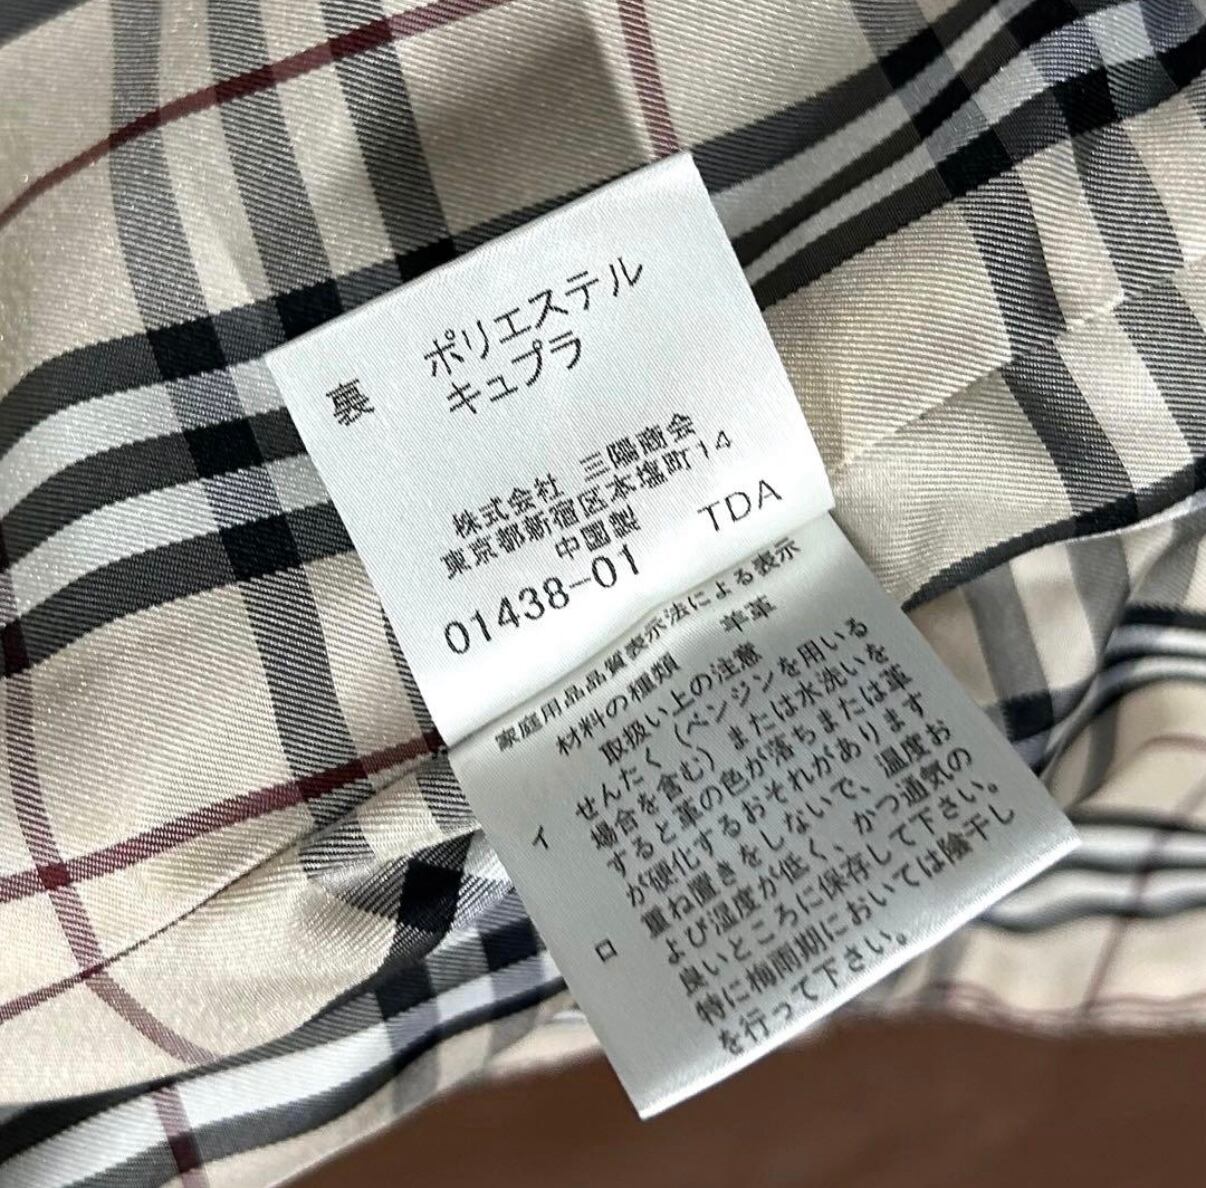 裏 ポリエステル
キュプラ
株式会社 三陽商会
東京都新宿区本塩町14
中国製 TDA
01438-01
家庭用品品質表示法による表示
材料の種類 羊革
取扱い上の注意
イ せんたく（ベンジンを用いる
場合を含む）または水洗いを
すると革の色が落ちまたは革
が硬化するおそれがあります
ロ 重ね置きをしないで、温度お
よび湿度が低く、かつ通気の
良いところに保存して下さい。
特に梅雨期においては陰干し
を行って下さい。